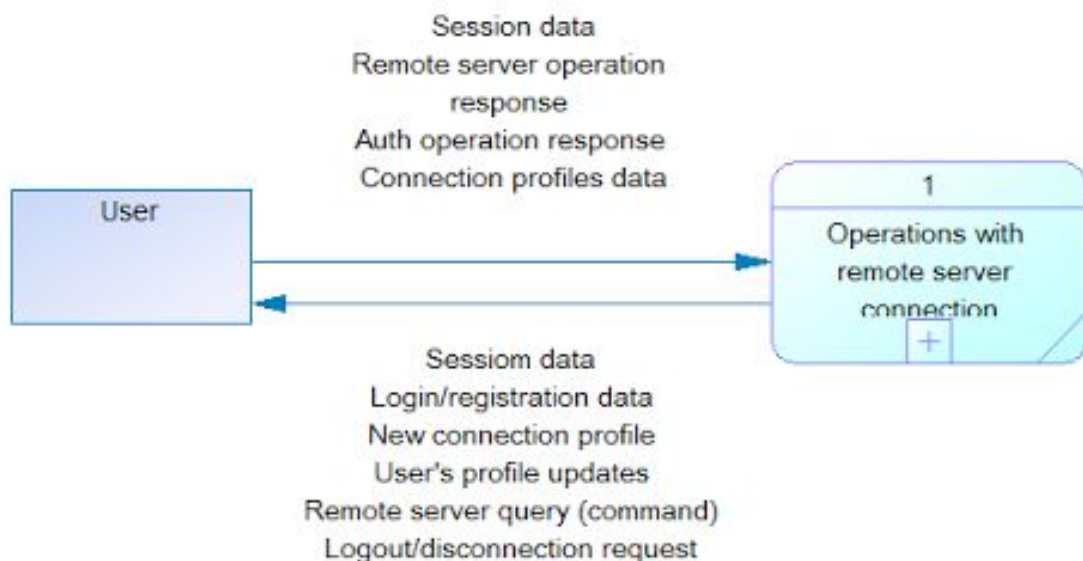 Session data
Remote server operation
response
Auth operation response
Connection profiles data
User
1
Operations with
remote server
connection
Sessiom data
Login/registration data
New connection profile
User's profile updates
Remote server query (command)
Logout/disconnection request